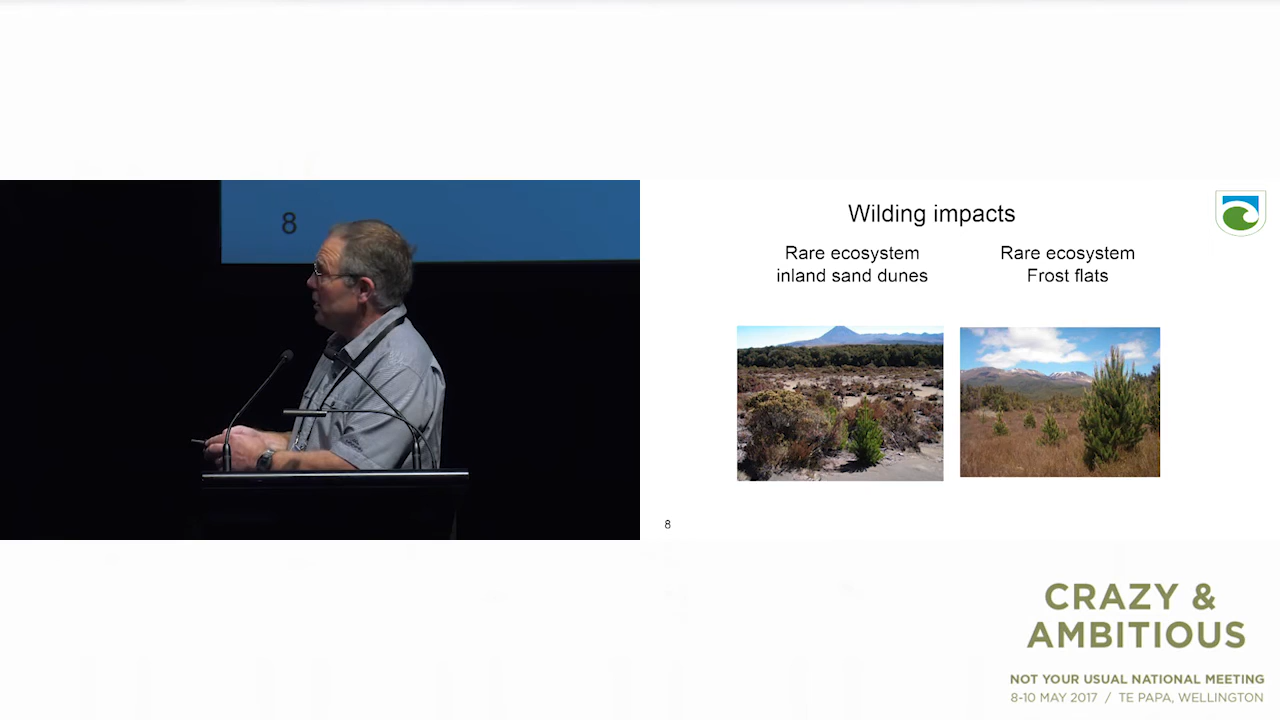 8
Wilding impacts
Rare ecosystem
inland sand dunes
Rare ecosystem
Frost flats
8
CRAZY &
AMBITIOUS
NOT YOUR USUAL NATIONAL MEETING
8-10 MAY 2017 / TE PAPA, WELLINGTON